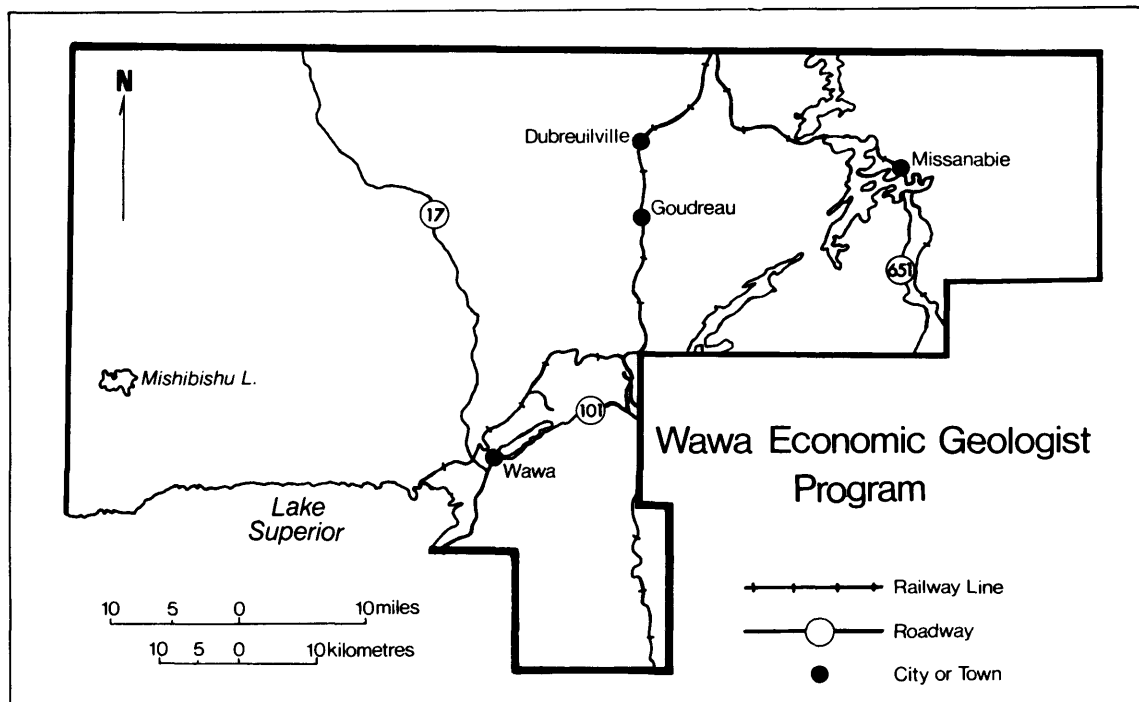 N
Dubreuilville
Missanabie
17
Goudreau
651
Mishibishu L.
101
Wawa Economic Geologist
Program
Wawa
Lake
Superior
10 5 0 10 miles
10 5 0 10 kilometres
Railway Line
Roadway
City or Town